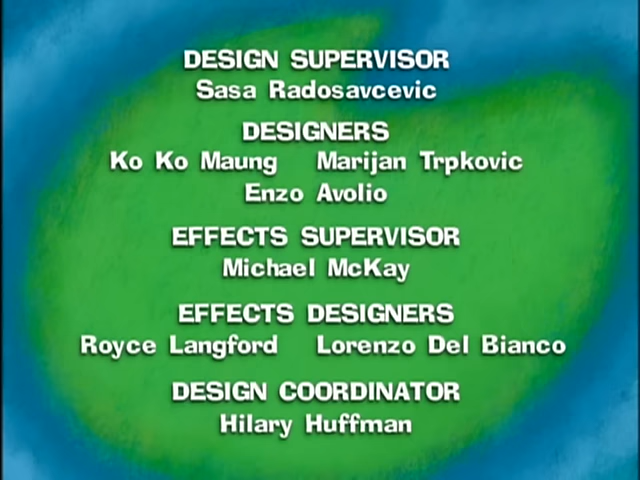 DESIGN SUPERVISOR
Sasa Radosavcevic
DESIGNERS
Ko Ko Maung Marijan Trpkovic
Enzo Avolio
EFFECTS SUPERVISOR
Michael McKay
EFFECTS DESIGNERS
Royce Langford Lorenzo Del Bianco
DESIGN COORDINATOR
Hilary Huffman